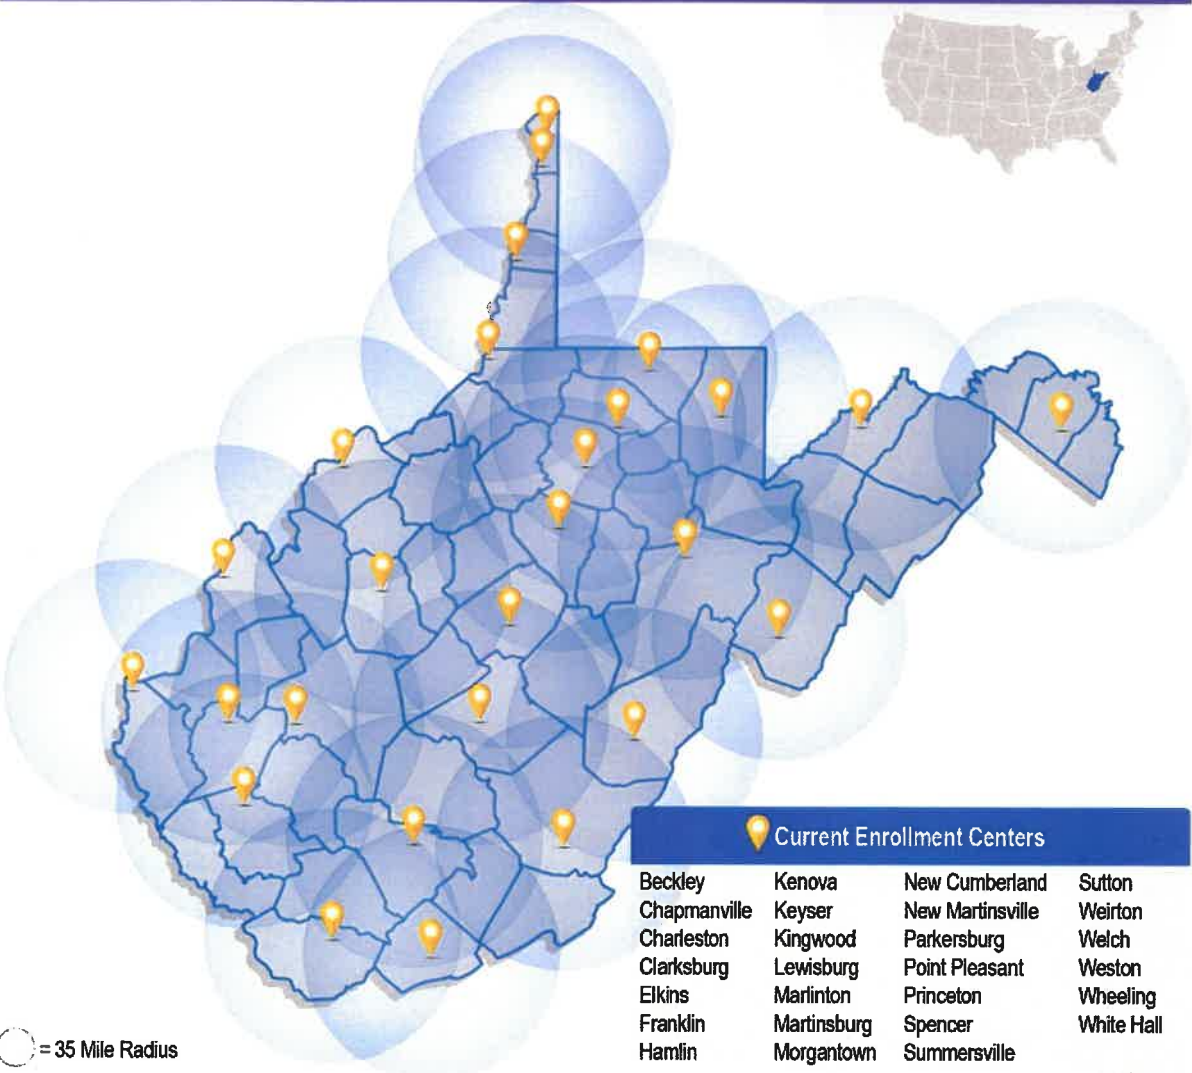 Current Enrollment Centers
Beckley
Chapmanville
Charleston
Clarksburg
Elkins
Franklin
Hamlin
Kenova
Keyser
Kingwood
Lewisburg
Marlinton
Martinsburg
Morgantown
New Cumberland
New Martinsville
Parkersburg
Point Pleasant
Princeton
Spencer
Summersville
Sutton
Weirton
Welch
Weston
Wheeling
White Hall
= 35 Mile Radius